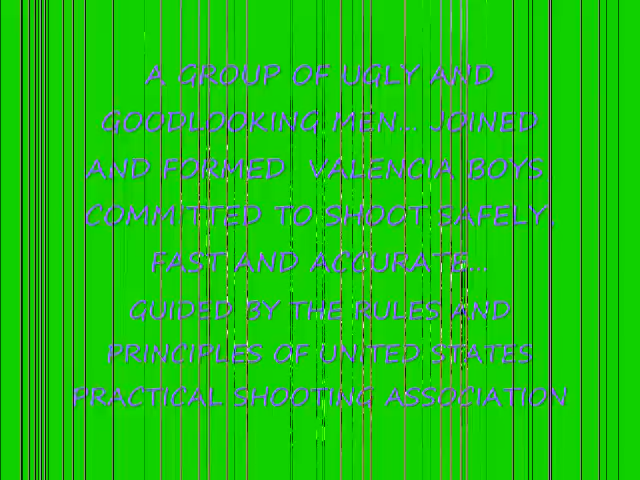 A GROUP OF UGLY AND
GOODLOOKING MEN... JOINED
AND FORMED VALENCIA BOYS
COMMITTED TO SHOOT SAFELY,
FAST AND ACCURATE...
GUIDED BY THE RULES AND
PRINCIPLES OF UNITED STATES
PRACTICAL SHOOTING ASSOCIATION